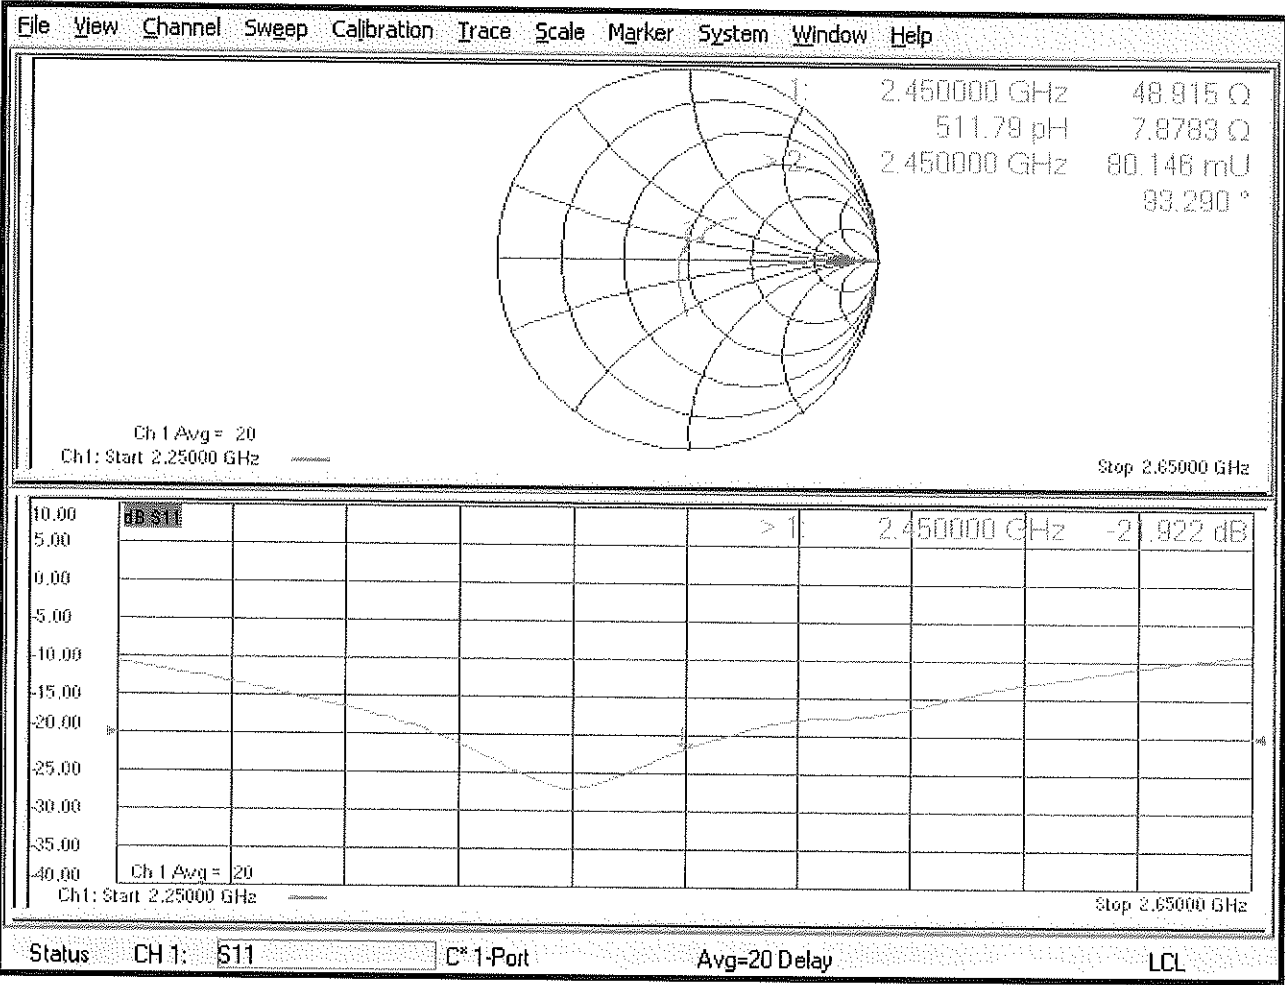 File View Channel Sweep Calibration Trace Scale Marker System Window Help
1: 2.450000 GHz 48.915 Ω
511.79 pH 7.8783 Ω
> 2: 2.450000 GHz 80.146 mU
93.290 °
Ch 1 Avg = 20
Ch1: Start 2.25000 GHz
Stop 2.65000 GHz
10.00
dB S11
> 1: 2.450000 GHz -21.922 dB
5.00
0.00
-5.00
-10.00
-15.00
-20.00
-25.00
-30.00
-35.00
-40.00
Ch 1 Avg = 20
Ch1: Start 2.25000 GHz
Stop 2.65000 GHz
Status CH 1: S11 C* 1-Port Avg=20 Delay LCL